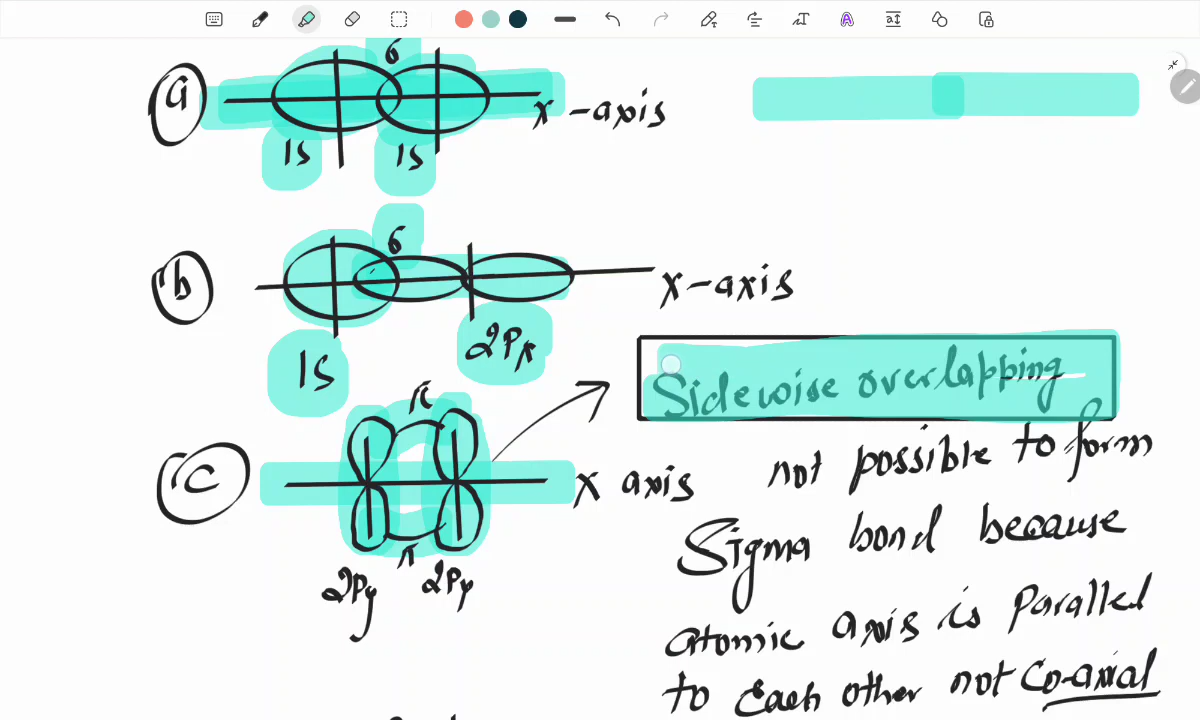 a
6
x-axis
1s 1s
b
6
x-axis
1s
2Px
Sidewise overlapping
c
π
x axis
π
2Py 2Py
not possible to form
Sigma bond because
atomic axis is parallel
to each other not co-axial